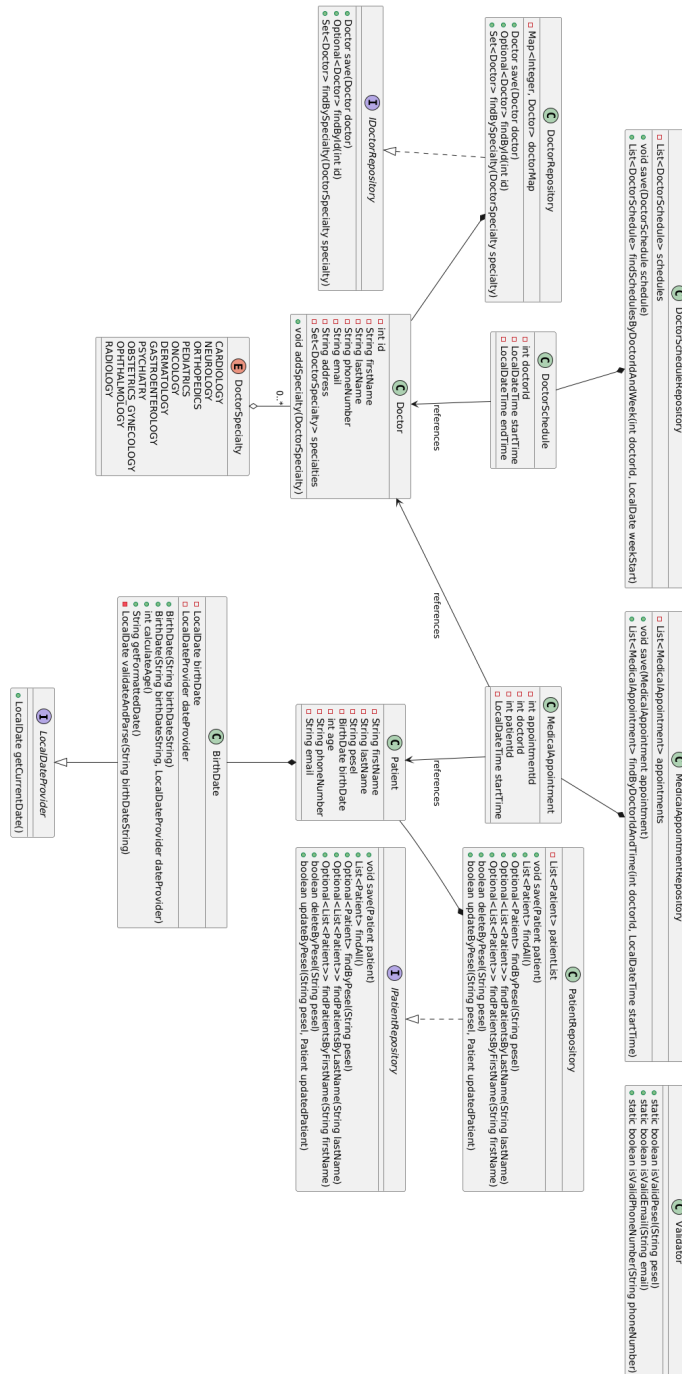 DoctorScheduleRepository
List<DoctorSchedule> schedules
void save(DoctorSchedule schedule)
List<DoctorSchedule> findSchedulesByDoctorIdAndWeek(int doctorId, LocalDate weekStart)
C MedicalAppointmentRepository
List<MedicalAppointment> appointments
void save(MedicalAppointment appointment)
List<MedicalAppointment> findByDoctorIdAndTime(int doctorId, LocalDateTime startTime)
C Validator
static boolean isValidPesel(String pesel)
static boolean isValidEmail(String email)
static boolean isValidPhoneNumber(String phoneNumber)
C DoctorRepository
Map<Integer, Doctor> doctorMap
Doctor save(Doctor doctor)
Optional<Doctor> findById(int id)
Set<Doctor> findBySpecialty(DoctorSpecialty specialty)
C DoctorSchedule
int doctorId
LocalDateTime startTime
LocalDateTime endTime
C MedicalAppointment
int appointmentId
int doctorId
int patientId
LocalDateTime startTime
C PatientRepository
List<Patient> patientList
void save(Patient patient)
List<Patient> findAll()
Optional<Patient> findByPesel(String pesel)
Optional<List<Patient>> findPatientsByLastName(String lastName)
Optional<List<Patient>> findPatientsByFirstName(String firstName)
boolean deleteByPesel(String pesel)
boolean updateByPesel(String pesel, Patient updatedPatient)
references
references
references
I IDoctorRepository
Doctor save(Doctor doctor)
Optional<Doctor> findById(int id)
Set<Doctor> findBySpecialty(DoctorSpecialty specialty)
C Doctor
int id
String firstName
String lastName
String phoneNumber
String email
String address
Set<DoctorSpecialty> specialties
void addSpecialty(DoctorSpecialty)
C Patient
String firstName
String lastName
String pesel
BirthDate birthDate
int age
String phoneNumber
String email
I IPatientRepository
void save(Patient patient)
List<Patient> findAll()
Optional<Patient> findByPesel(String pesel)
Optional<List<Patient>> findPatientsByLastName(String lastName)
Optional<List<Patient>> findPatientsByFirstName(String firstName)
boolean deleteByPesel(String pesel)
boolean updateByPesel(String pesel, Patient updatedPatient)
0..*
E DoctorSpecialty
CARDIOLOGY
NEUROLOGY
ORTHOPEDICS
PEDIATRICS
ONCOLOGY
DERMATOLOGY
GASTROENTEROLOGY
PSYCHIATRY
OBSTETRICS_GYNECOLOGY
OPHTHALMOLOGY
RADIOLOGY
C BirthDate
LocalDate birthDate
LocalDateProvider dateProvider
BirthDate(String birthDateString)
BirthDate(String birthDateString, LocalDateProvider dateProvider)
int calculateAge()
String getFormattedDate()
LocalDate validateAndParse(String birthDateString)
I LocalDateProvider
LocalDate getCurrentDate()